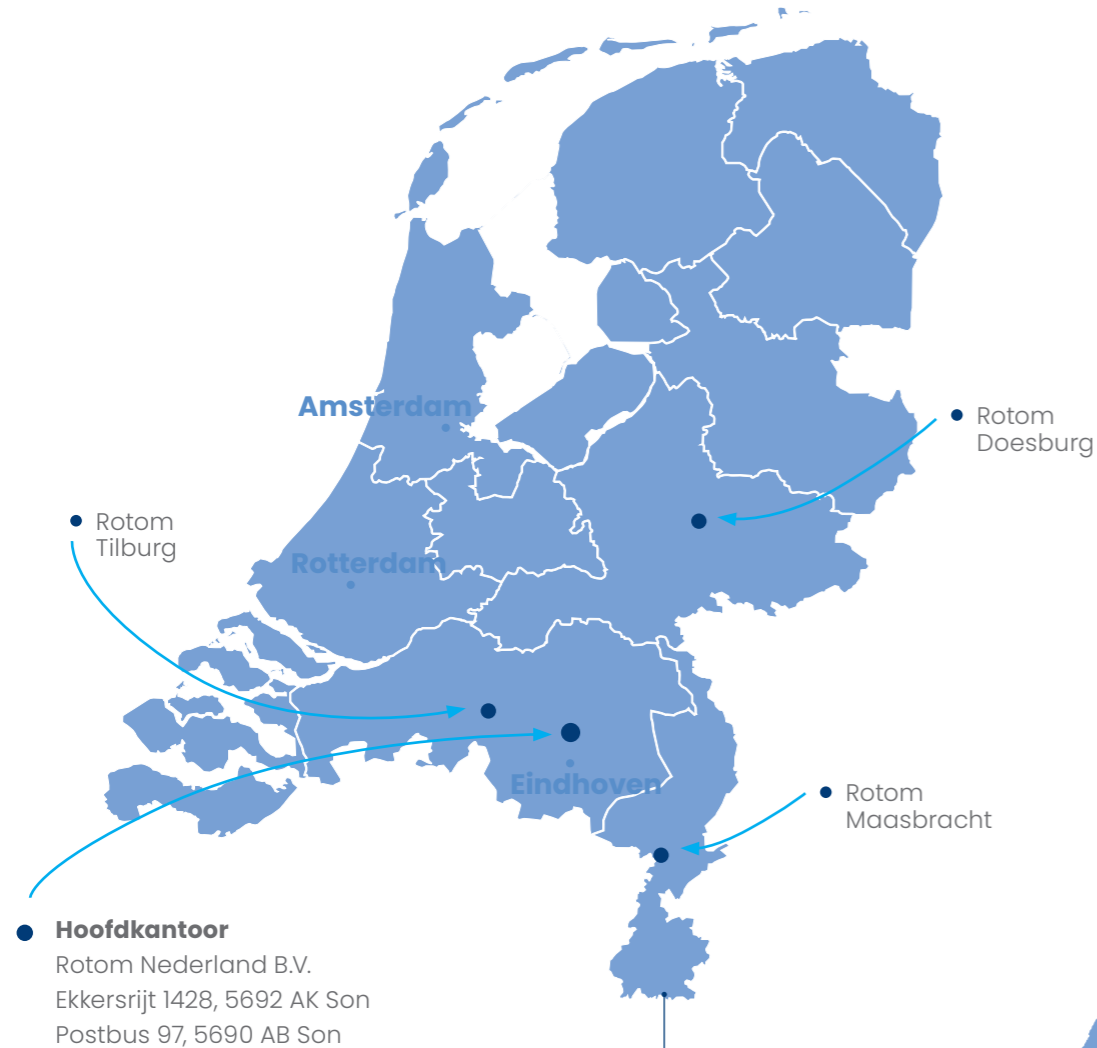 Amsterdam
Rotom
Doesburg
Rotom
Tilburg
Rotterdam
Eindhoven
Rotom
Maasbracht
Hoofdkantoor
Rotom Nederland B.V.
Ekkersrijt 1428, 5692 AK Son
Postbus 97, 5690 AB Son